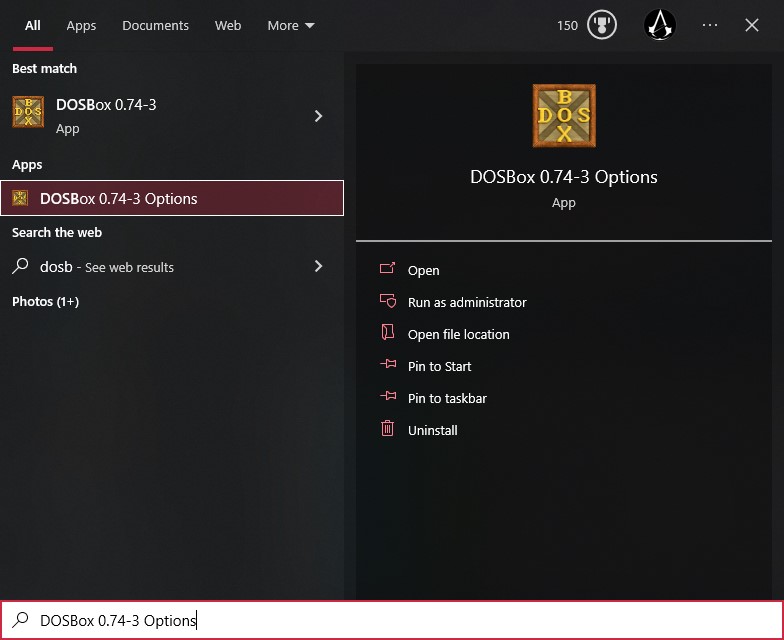 All Apps Documents Web More 150
Best match
DOSBox 0.74-3
App
Apps
DOSBox 0.74-3 Options
Search the web
dosb - See web results
Photos (1+)
BOX
DOS
DOSBox 0.74-3 Options
App
Open
Run as administrator
Open file location
Pin to Start
Pin to taskbar
Uninstall
DOSBox 0.74-3 Options